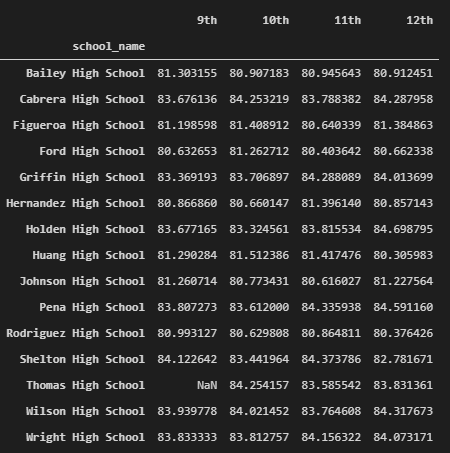 9th 10th 11th 12th
school_name
Bailey High School 81.303155 80.907183 80.945643 80.912451
Cabrera High School 83.676136 84.253219 83.788382 84.287958
Figueroa High School 81.198598 81.408912 80.640339 81.384863
Ford High School 80.632653 81.262712 80.403642 80.662338
Griffin High School 83.369193 83.706897 84.288089 84.013699
Hernandez High School 80.866860 80.660147 81.396140 80.857143
Holden High School 83.677165 83.324561 83.815534 84.698795
Huang High School 81.290284 81.512386 81.417476 80.305983
Johnson High School 81.260714 80.773431 80.616027 81.227564
Pena High School 83.807273 83.612000 84.335938 84.591160
Rodriguez High School 80.993127 80.629808 80.864811 80.376426
Shelton High School 84.122642 83.441964 84.373786 82.781671
Thomas High School NaN 84.254157 83.585542 83.831361
Wilson High School 83.939778 84.021452 83.764608 84.317673
Wright High School 83.833333 83.812757 84.156322 84.073171